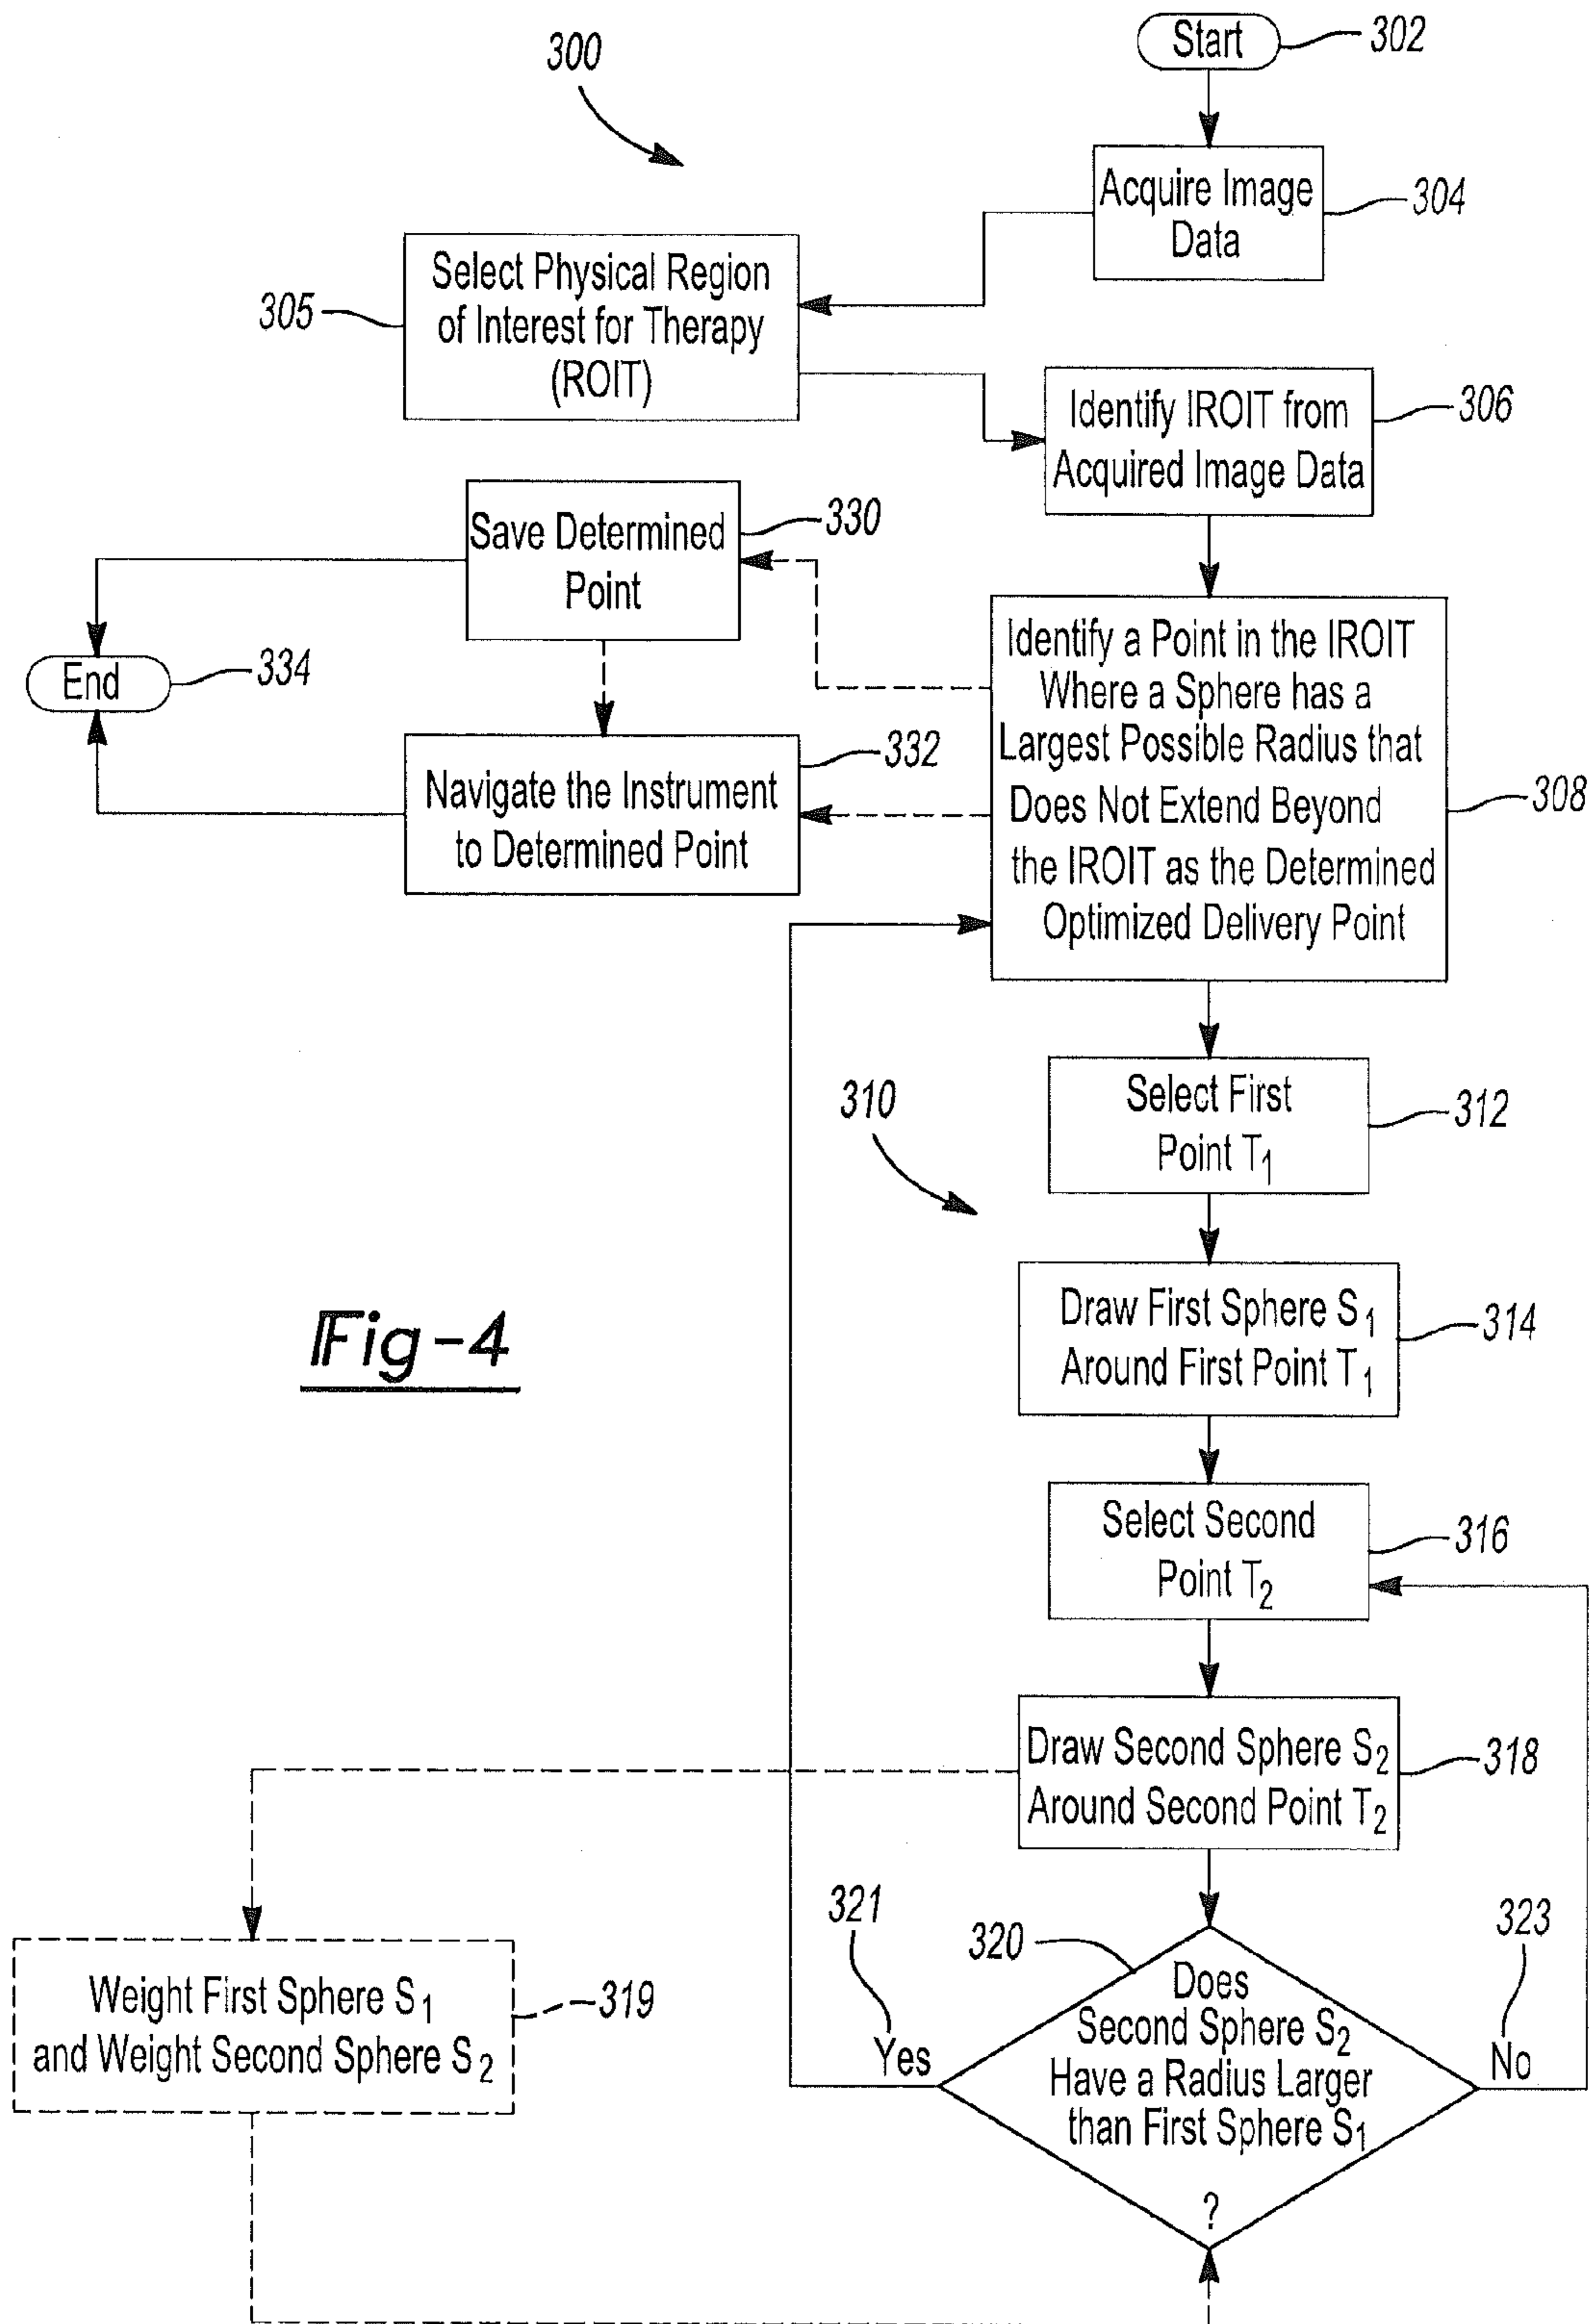 Start
302
300
Acquire Image
Data
304
Select Physical Region
of Interest for Therapy
(ROIT)
305
Identify IROIT from
Acquired Image Data
306
Save Determined
Point
330
End
334
Identify a Point in the IROIT
Where a Sphere has a
Largest Possible Radius that
Does Not Extend Beyond
the IROIT as the Determined
Optimized Delivery Point
308
Navigate the Instrument
to Determined Point
332
310
Select First
Point T1
312
Draw First Sphere S1
Around First Point T1
314
Fig-4
Select Second
Point T2
316
Draw Second Sphere S2
Around Second Point T2
318
Weight First Sphere S1
and Weight Second Sphere S2
319
321
Yes
320
Does
Second Sphere S2
Have a Radius Larger
than First Sphere S1
?
323
No